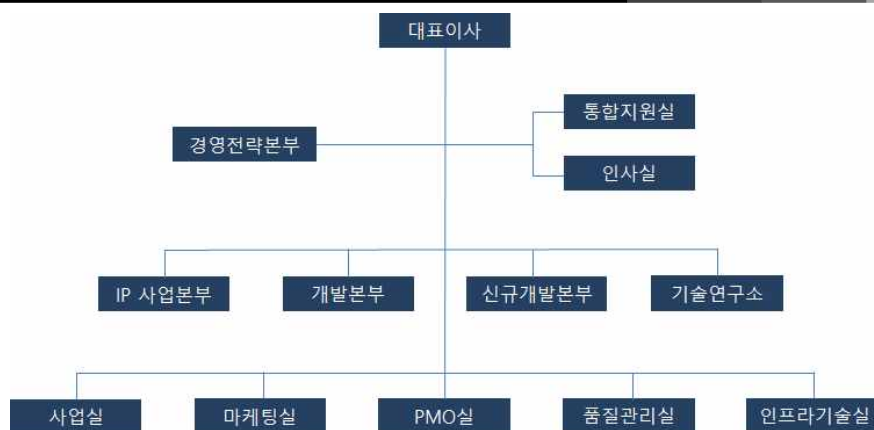 대표이사
통합지원실
경영전략본부
인사실
IP 사업본부
개발본부
신규개발본부
기술연구소
사업실
마케팅실
PMO실
품질관리실
인프라기술실